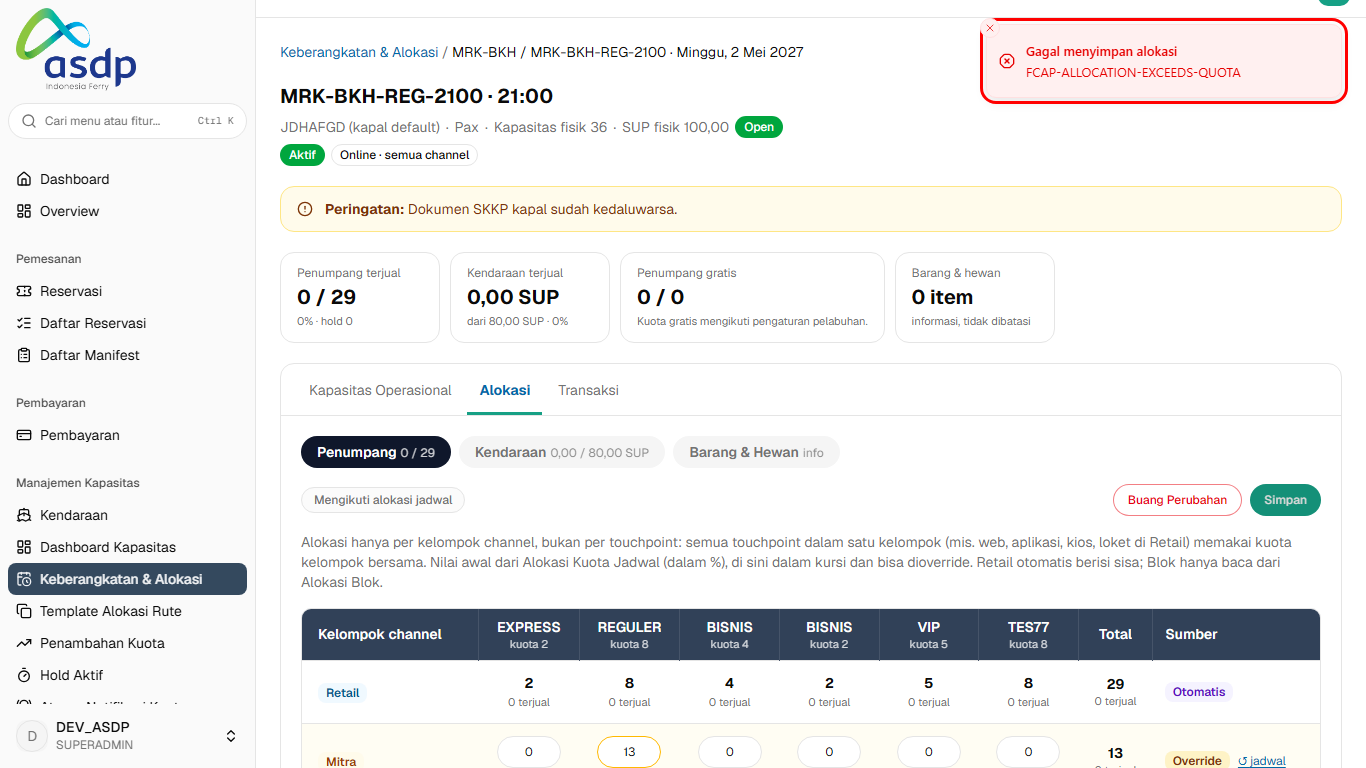 asdp
Indonesia Ferry
Cari menu atau fitur... Ctrl K
Dashboard
Overview
Pemesanan
Reservasi
Daftar Reservasi
Daftar Manifest
Pembayaran
Pembayaran
Manajemen Kapasitas
Kendaraan
Dashboard Kapasitas
Keberangkatan & Alokasi
Template Alokasi Rute
Penambahan Kuota
Hold Aktif
D
DEV_ASDP
SUPERADMIN
Keberangkatan & Alokasi / MRK-BKH / MRK-BKH-REG-2100 · Minggu, 2 Mei 2027
Gagal menyimpan alokasi
FCAP-ALLOCATION-EXCEEDS-QUOTA
MRK-BKH-REG-2100 · 21:00
JDHAFGD (kapal default) · Pax · Kapasitas fisik 36 · SUP fisik 100,00 Open
Aktif Online · semua channel
Peringatan: Dokumen SKKP kapal sudah kedaluwarsa.
Penumpang terjual
0 / 29
0% · hold 0
Kendaraan terjual
0,00 SUP
dari 80,00 SUP · 0%
Penumpang gratis
0 / 0
Kuota gratis mengikuti pengaturan pelabuhan.
Barang & hewan
0 item
informasi, tidak dibatasi
Kapasitas Operasional Alokasi Transaksi
Penumpang 0 / 29 Kendaraan 0,00 / 80,00 SUP Barang & Hewan info
Mengikuti alokasi jadwal Buang Perubahan Simpan
Alokasi hanya per kelompok channel, bukan per touchpoint: semua touchpoint dalam satu kelompok (mis. web, aplikasi, kios, loket di Retail) memakai kuota
kelompok bersama. Nilai awal dari Alokasi Kuota Jadwal (dalam %), di sini dalam kursi dan bisa dioverride. Retail otomatis berisi sisa; Blok hanya baca dari
Alokasi Blok.
Kelompok channel EXPRESS REGULER BISNIS BISNIS VIP TES77 Total Sumber
kuota 2 kuota 8 kuota 4 kuota 2 kuota 5 kuota 8
Retail 2 8 4 2 5 8 29 Otomatis
0 terjual 0 terjual 0 terjual 0 terjual 0 terjual 0 terjual 0 terjual
Mitra 0 13 0 0 0 0 13 Override jadwal